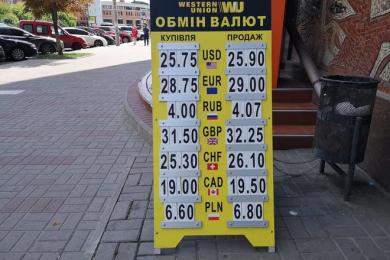 WESTERN UNION WU
ОБМІН ВАЛЮТ
КУПІВЛЯ ПРОДАЖ
25.75 USD 25.90
28.75 EUR 29.00
4.00 RUB 4.07
31.50 GBP 32.25
25.30 CHF 26.10
19.00 CAD 19.50
6.60 PLN 6.80